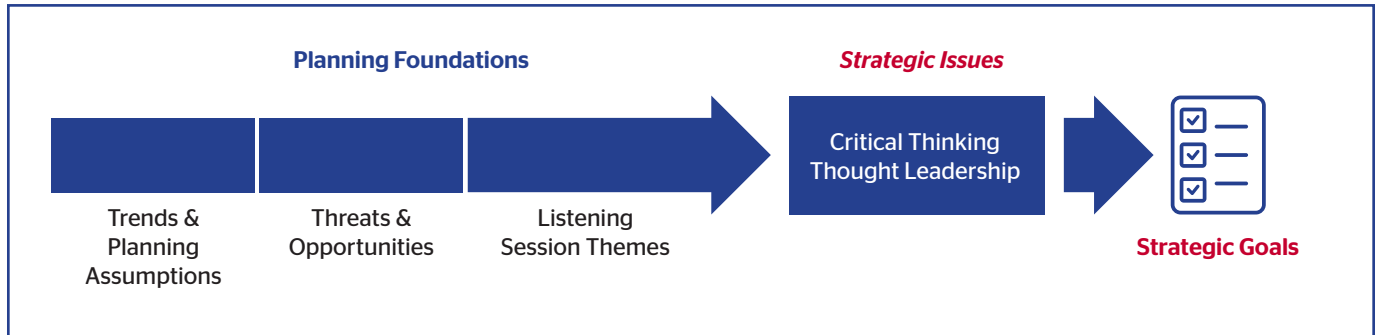 Planning Foundations
Strategic Issues
Critical Thinking
Thought Leadership
Trends &
Planning
Assumptions
Threats &
Opportunities
Listening
Session Themes
Strategic Goals